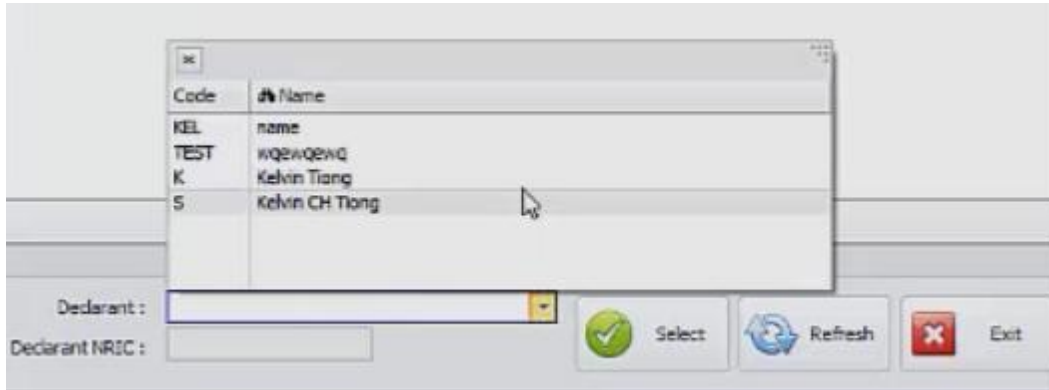 Code Name
KEL name
TEST wqewqewq
K Kelvin Tiong
S Kelvin CH Tiong
Declarant :
Select Refresh Exit
Declarant NRIC :